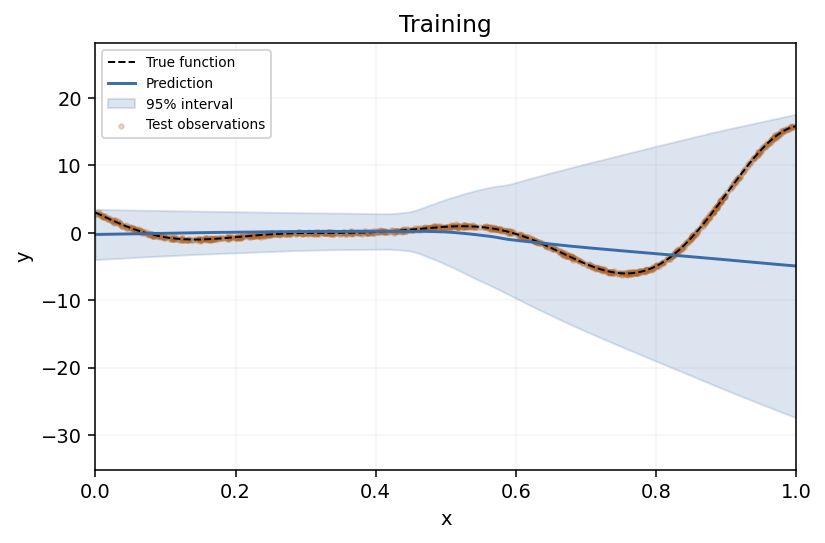 Training
True function
Prediction
95% interval
Test observations
20
10
0
−10
−20
−30
y
0.0 0.2 0.4 0.6 0.8 1.0
x